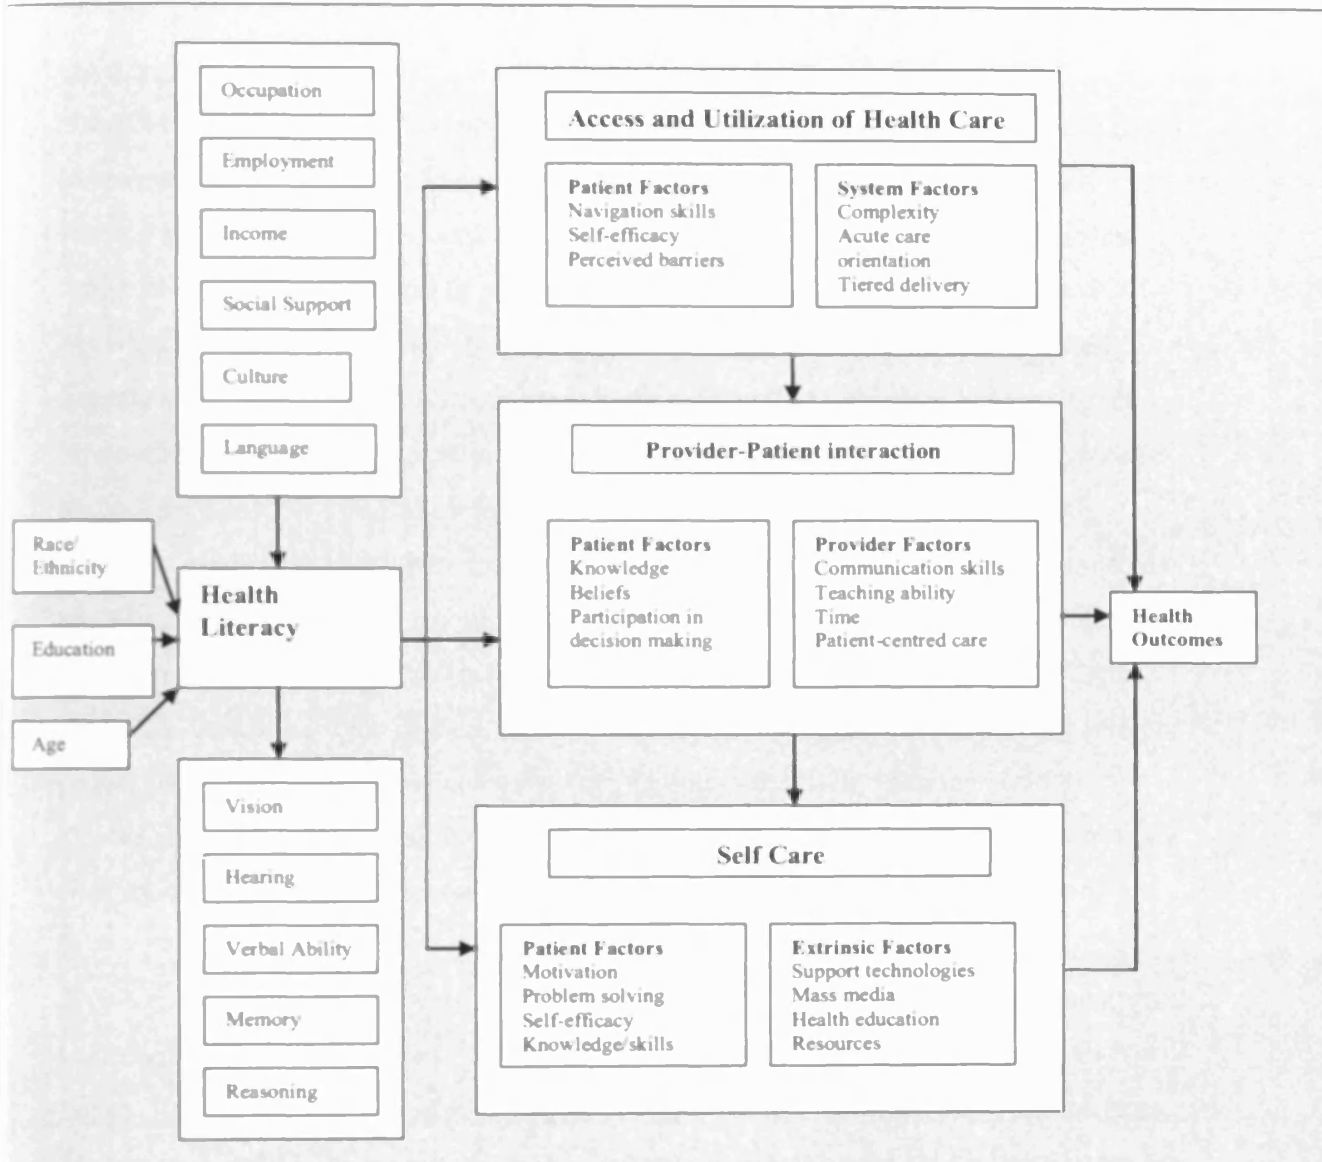 Occupation
Employment
Income
Social Support
Culture
Language
Race/
Ethnicity
Education
Age
Health
Literacy
Vision
Hearing
Verbal Ability
Memory
Reasoning
Access and Utilization of Health Care
Patient Factors
Navigation skills
Self-efficacy
Perceived barriers
System Factors
Complexity
Acute care
orientation
Tiered delivery
Provider-Patient interaction
Patient Factors
Knowledge
Beliefs
Participation in
decision making
Provider Factors
Communication skills
Teaching ability
Time
Patient-centred care
Self Care
Patient Factors
Motivation
Problem solving
Self-efficacy
Knowledge/skills
Extrinsic Factors
Support technologies
Mass media
Health education
Resources
Health
Outcomes